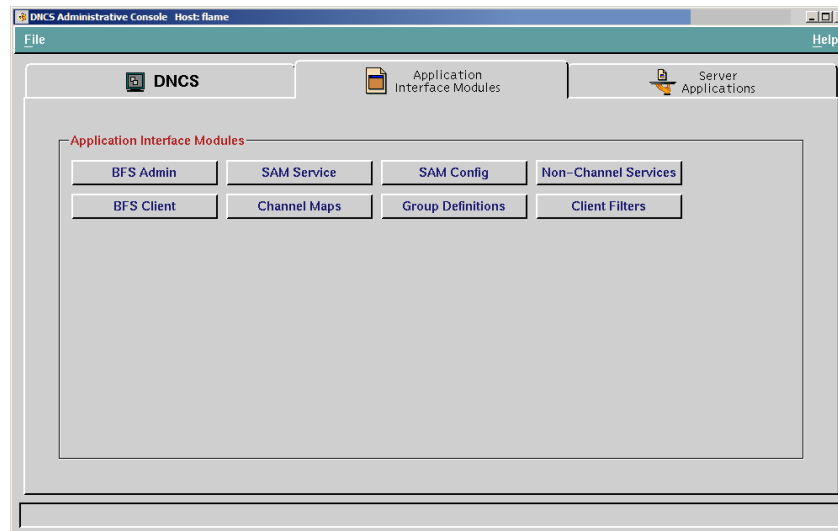 DNCS Administrative Console Host: flame
File
Help
DNCS
Application
Interface Modules
Server
Applications
Application Interface Modules
BFS Admin
SAM Service
SAM Config
Non-Channel Services
BFS Client
Channel Maps
Group Definitions
Client Filters